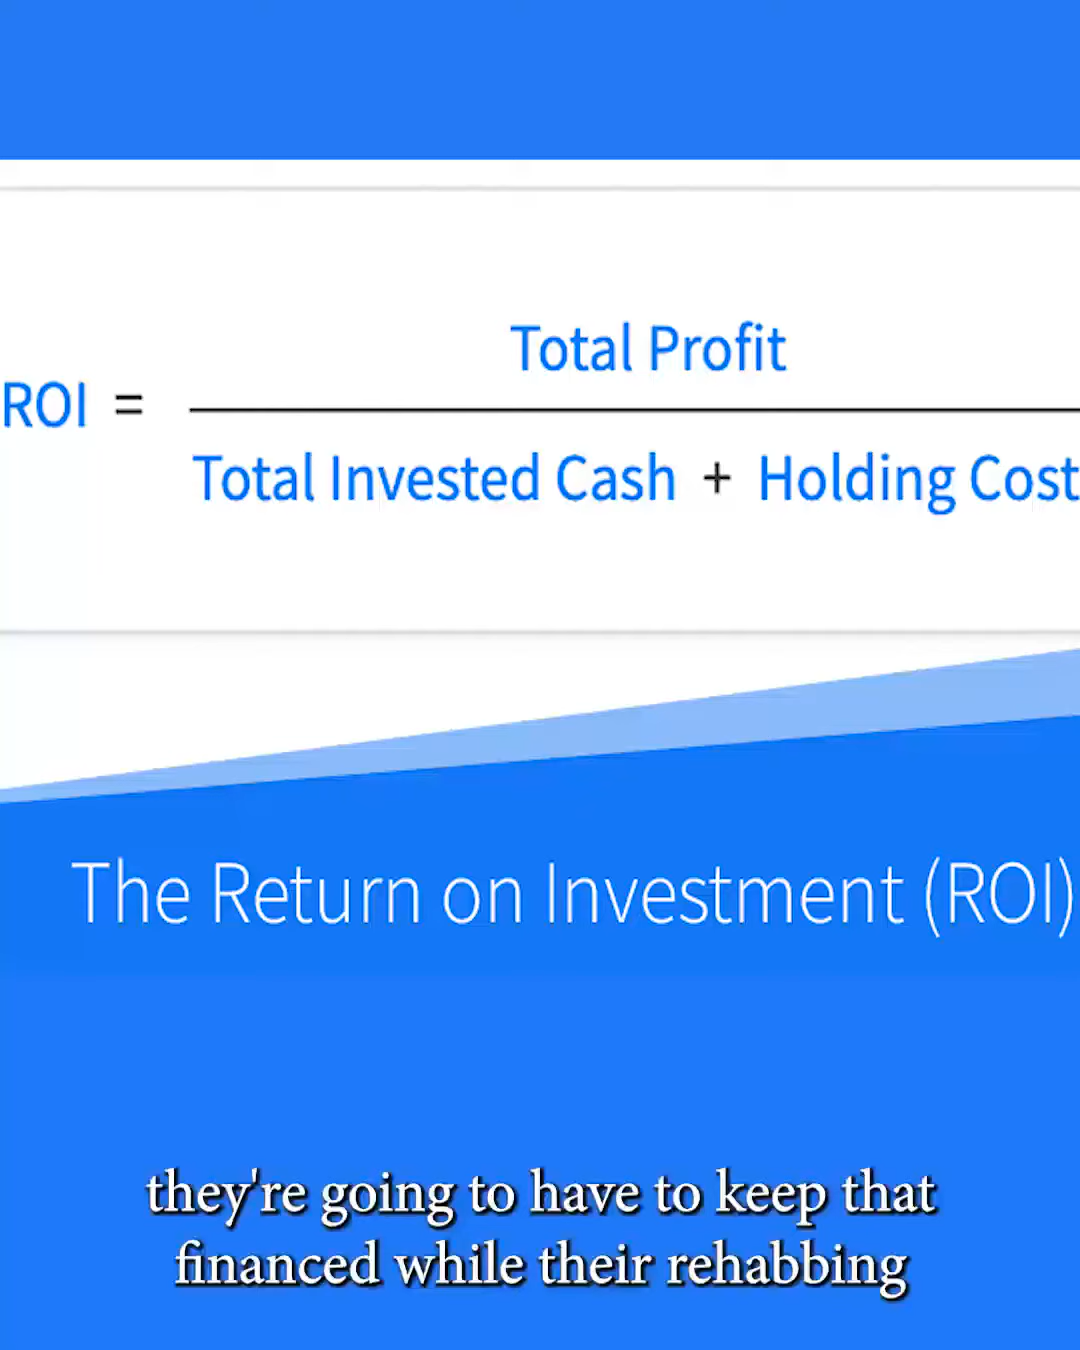 Total Profit
ROI =
Total Invested Cash + Holding Cost
The Return on Investment (ROI)
they're going to have to keep that
financed while their rehabbing